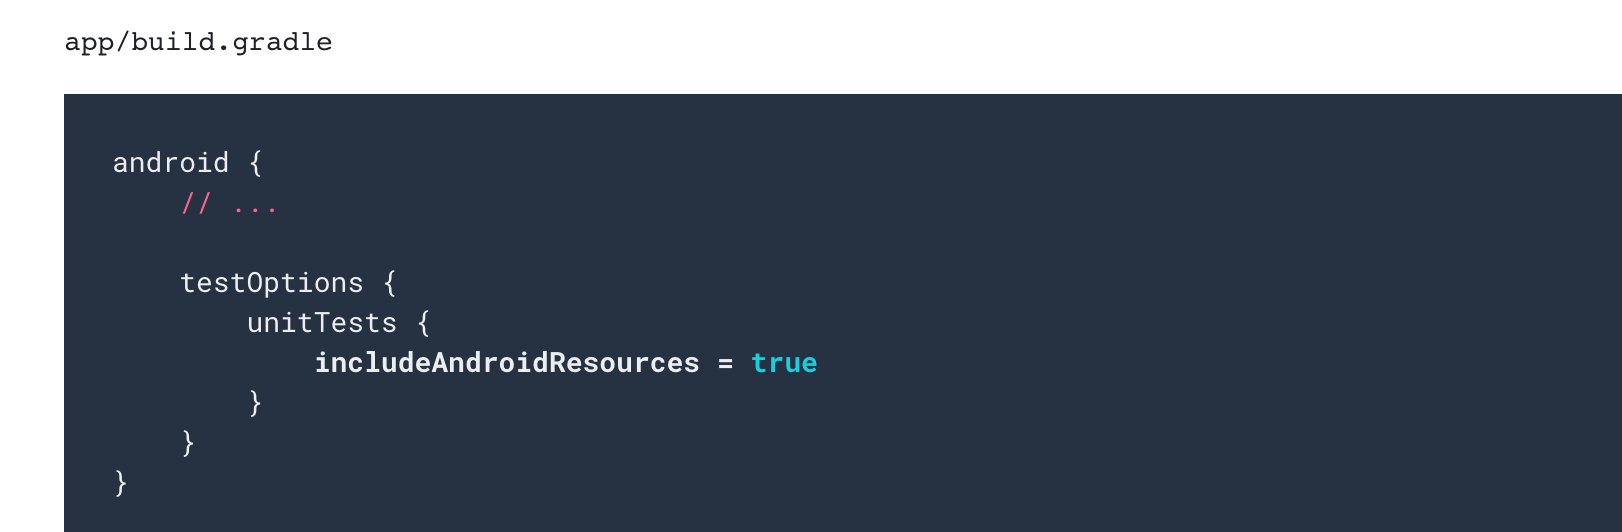 app/build.gradle
android {
    // ...
    testOptions {
        unitTests {
            includeAndroidResources = true
        }
    }
}